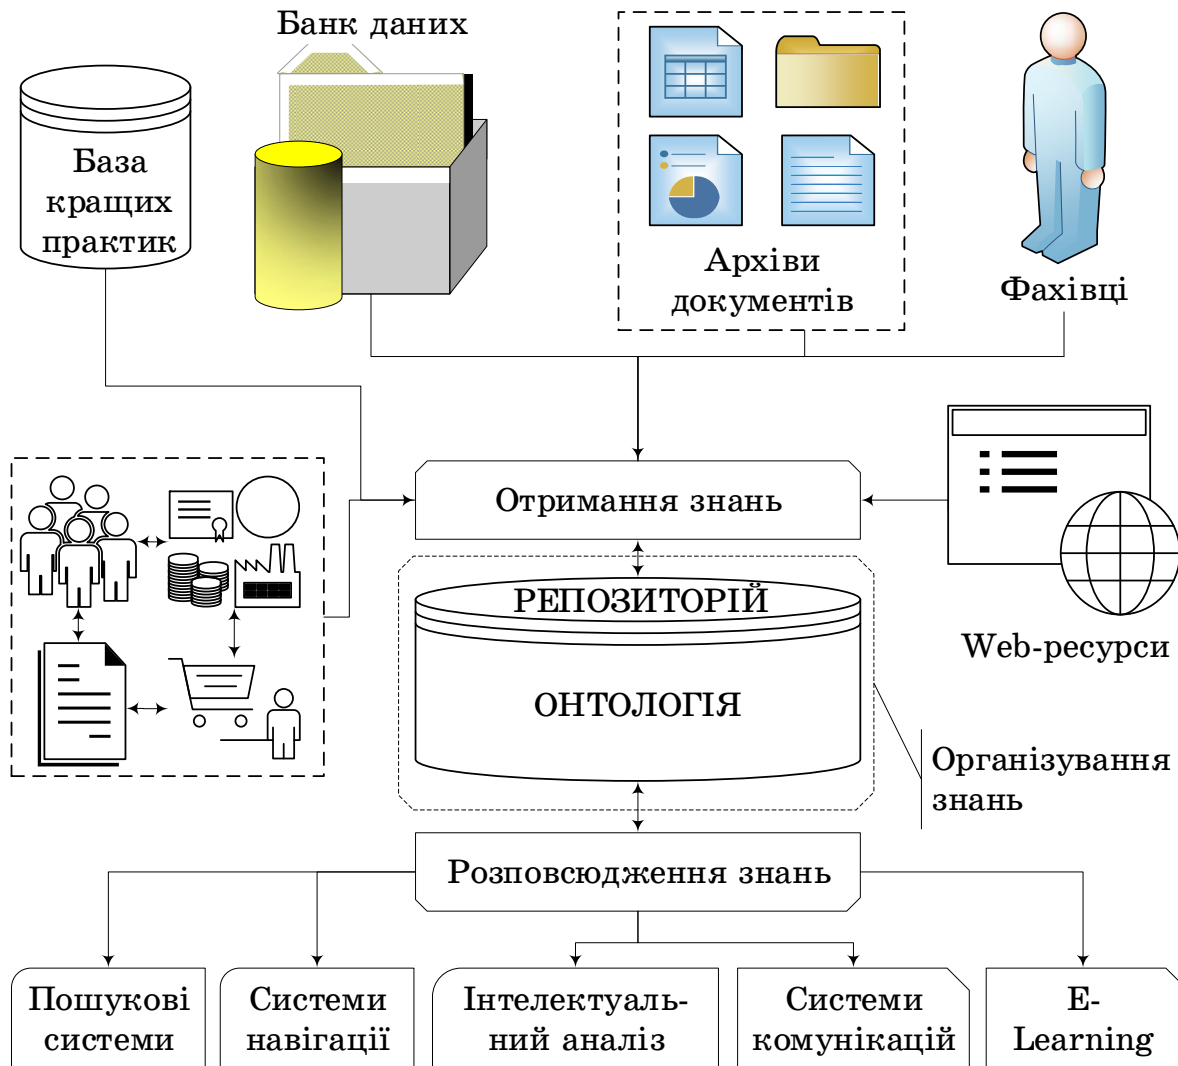 Банк даних
База
кращих
практик
Архіви
документів
Фахівці
Отримання знань
РЕПОЗИТОРІЙ
ОНТОЛОГІЯ
Web-ресурси
Організування
знань
Розповсюдження знань
Пошукові
системи
Системи
навігації
Інтелектуаль-
ний аналіз
Системи
комунікацій
E-
Learning